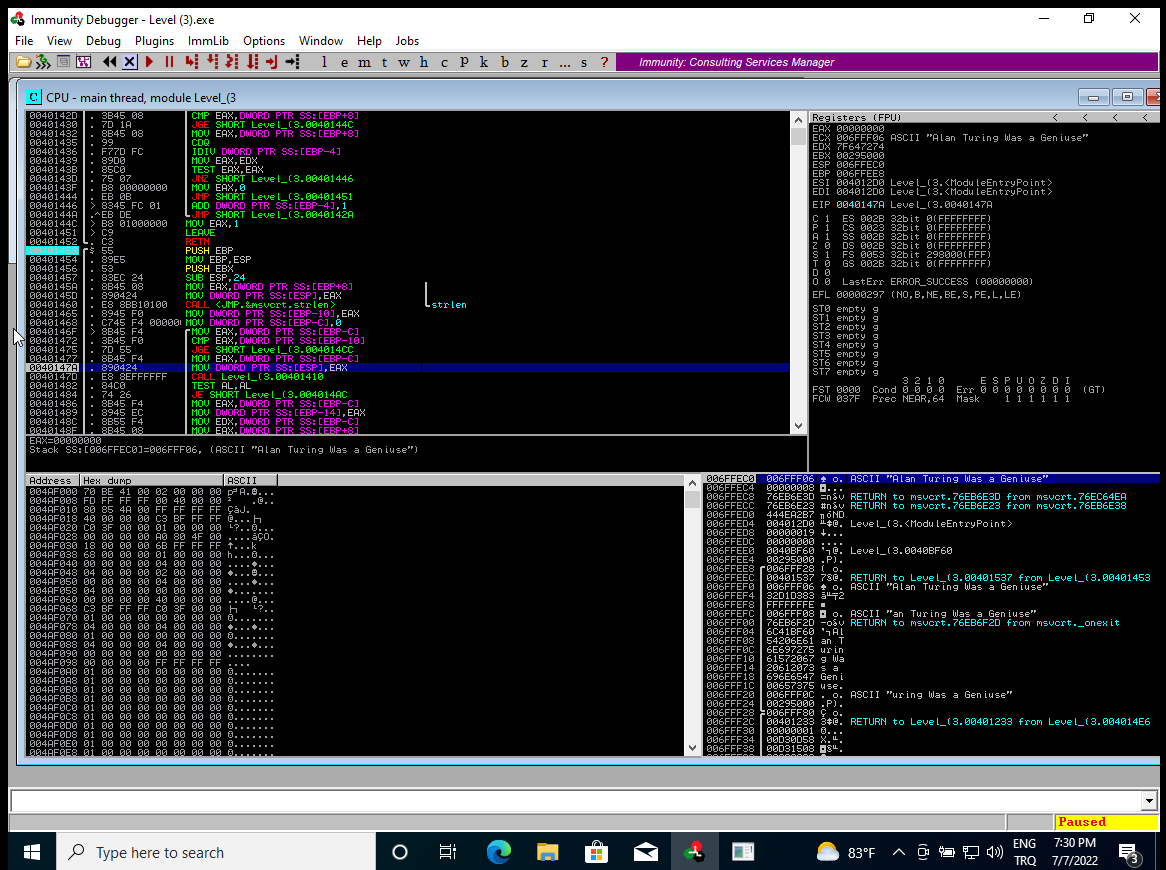 Immunity Debugger - Level (3).exe
File View Debug Plugins ImmLib Options Window Help Jobs
l e m t w h c P k b z r ... s ?
Immunity: Consulting Services Manager
C CPU - main thread, module Level_(3
0040142D . 3B45 08 CMP EAX,DWORD PTR SS:[EBP+8]
00401430 . 7D 1A JGE SHORT Level_(3.0040144C
00401432 . 8B45 08 MOV EAX,DWORD PTR SS:[EBP+8]
00401435 . 99 CDQ
00401436 . F77D FC IDIV DWORD PTR SS:[EBP-4]
00401439 . 89D0 MOV EAX,EDX
0040143B . 85C0 TEST EAX,EAX
0040143D . 75 07 JNZ SHORT Level_(3.00401446
0040143F . B8 00000000 MOV EAX,0
00401444 . EB 0B JMP SHORT Level_(3.00401451
00401446 > 8345 FC 01 ADD DWORD PTR SS:[EBP-4],1
0040144A .^EB DE JMP SHORT Level_(3.0040142A
0040144C > B8 01000000 MOV EAX,1
00401451 > C9 LEAVE
00401452 . C3 RETN
00401453 $ 55 PUSH EBP
00401454 . 89E5 MOV EBP,ESP
00401456 . 53 PUSH EBX
00401457 . 83EC 24 SUB ESP,24
0040145A . 8B45 08 MOV EAX,DWORD PTR SS:[EBP+8]
0040145D . 890424 MOV DWORD PTR SS:[ESP],EAX
00401460 . E8 8BB10100 CALL <JMP.&msvcrt.strlen> strlen
00401465 . 8945 F0 MOV DWORD PTR SS:[EBP-10],EAX
00401468 . C745 F4 00000 MOV DWORD PTR SS:[EBP-C],0
0040146F > 8B45 F4 MOV EAX,DWORD PTR SS:[EBP-C]
00401472 . 3B45 F0 CMP EAX,DWORD PTR SS:[EBP-10]
00401475 . 7D 55 JGE SHORT Level_(3.004014CC
00401477 . 8B45 F4 MOV EAX,DWORD PTR SS:[EBP-C]
0040147A . 890424 MOV DWORD PTR SS:[ESP],EAX
0040147D . E8 8EFFFFFF CALL Level_(3.00401410
00401482 . 84C0 TEST AL,AL
00401484 . 74 26 JE SHORT Level_(3.004014AC
00401486 . 8B45 F4 MOV EAX,DWORD PTR SS:[EBP-C]
00401489 . 8945 EC MOV DWORD PTR SS:[EBP-14],EAX
0040148C . 8B55 F4 MOV EDX,DWORD PTR SS:[EBP-C]
0040148F . 8B45 08 MOV EAX,DWORD PTR SS:[EBP+8]
EAX=00000000
Stack SS:[006FFEC0]=006FFF06, (ASCII "Alan Turing Was a Geniuse")
Registers (FPU) < < < <
EAX 00000000
ECX 006FFF06 ASCII "Alan Turing Was a Geniuse"
EDX 7F647274
EBX 00295000
ESP 006FFEC0
EBP 006FFEE8
ESI 004012D0 Level_(3.<ModuleEntryPoint>
EDI 004012D0 Level_(3.<ModuleEntryPoint>
EIP 0040147A Level_(3.0040147A
C 1 ES 002B 32bit 0(FFFFFFFF)
P 1 CS 0023 32bit 0(FFFFFFFF)
A 1 SS 002B 32bit 0(FFFFFFFF)
Z 0 DS 002B 32bit 0(FFFFFFFF)
S 1 FS 0053 32bit 298000(FFF)
T 0 GS 002B 32bit 0(FFFFFFFF)
D 0
O 0 LastErr ERROR_SUCCESS (00000000)
EFL 00000297 (NO,B,NE,BE,S,PE,L,LE)
ST0 empty g
ST1 empty g
ST2 empty g
ST3 empty g
ST4 empty g
ST5 empty g
ST6 empty g
ST7 empty g
3 2 1 0 E S P U O Z D I
FST 0000 Cond 0 0 0 0 Err 0 0 0 0 0 0 0 0 (GT)
FCW 037F Prec NEAR,64 Mask 1 1 1 1 1 1
Address Hex dump ASCII
004AF000 70 BE 41 00 02 00 00 00
004AF008 FF FF FF FF 00 40 00 00
004AF010 80 85 4A 00 FF FF FF FF
004AF018 40 00 00 00 C3 BF FF FF
004AF020 C0 3F 00 00 01 00 00 00
004AF028 00 00 00 00 A0 80 4F 00
004AF030 18 00 00 00 6B FF FF FF
004AF038 68 00 00 00 01 00 00 00
004AF040 00 00 00 00 04 00 00 00
004AF048 04 00 00 00 02 00 00 00
004AF050 00 00 00 00 04 00 00 00
004AF058 04 00 00 00 00 00 00 00
004AF060 00 00 00 00 40 00 00 00
004AF068 C3 BF FF FF C0 3F 00 00
004AF070 01 00 00 00 00 00 00 00
004AF078 04 00 00 00 04 00 00 00
004AF080 01 00 00 00 00 00 00 00
004AF088 04 00 00 00 04 00 00 00
004AF090 00 00 00 00 00 00 00 00
004AF098 00 00 00 00 FF FF FF FF
004AF0A0 01 00 00 00 00 00 00 00
004AF0A8 01 00 00 00 00 00 00 00
004AF0B0 01 00 00 00 00 00 00 00
004AF0B8 01 00 00 00 00 00 00 00
004AF0C0 01 00 00 00 00 00 00 00
004AF0C8 01 00 00 00 00 00 00 00
004AF0D0 01 00 00 00 00 00 00 00
004AF0D8 01 00 00 00 00 00 00 00
004AF0E0 01 00 00 00 00 00 00 00
004AF0E8 01 00 00 00 00 00 00 00
006FFEC0 006FFF06 ASCII "Alan Turing Was a Geniuse"
006FFEC4 00000008
006FFEC8 76EB6E3D RETURN to msvcrt.76EB6E3D from msvcrt.76EC64EA
006FFECC 76EB6E23 RETURN to msvcrt.76EB6E23 from msvcrt.76EB6E38
006FFED0 444EA2B7
006FFED4 004012D0 Level_(3.<ModuleEntryPoint>
006FFED8 00000019
006FFEDC 00000000
006FFEE0 0040BF60 Level_(3.0040BF60
006FFEE4 00295000
006FFEE8 006FFF28
006FFEEC 00401537 RETURN to Level_(3.00401537 from Level_(3.00401453
006FFEF0 006FFF06 ASCII "Alan Turing Was a Geniuse"
006FFEF4 32D1D383
006FFEF8 FFFFFFFE
006FFEFC 006FFF08 ASCII "an Turing Was a Geniuse"
006FFF00 76EB6F2D RETURN to msvcrt.76EB6F2D from msvcrt._onexit
006FFF04 6C41BF60
006FFF08 54206E61 an T
006FFF0C 6E697275 urin
006FFF10 61572067 g Wa
006FFF14 20612073 s a
006FFF18 696E6547 Geni
006FFF1C 00657375 use.
006FFF20 006FFF0C ASCII "uring Was a Geniuse"
006FFF24 00295000
006FFF28 006FFF80
006FFF2C 00401233 RETURN to Level_(3.00401233 from Level_(3.004014E6
006FFF30 00000001
006FFF34 00D30D58
006FFF38 00D31508
Paused
Type here to search
83°F
ENG
TRQ
7:30 PM
7/7/2022
3